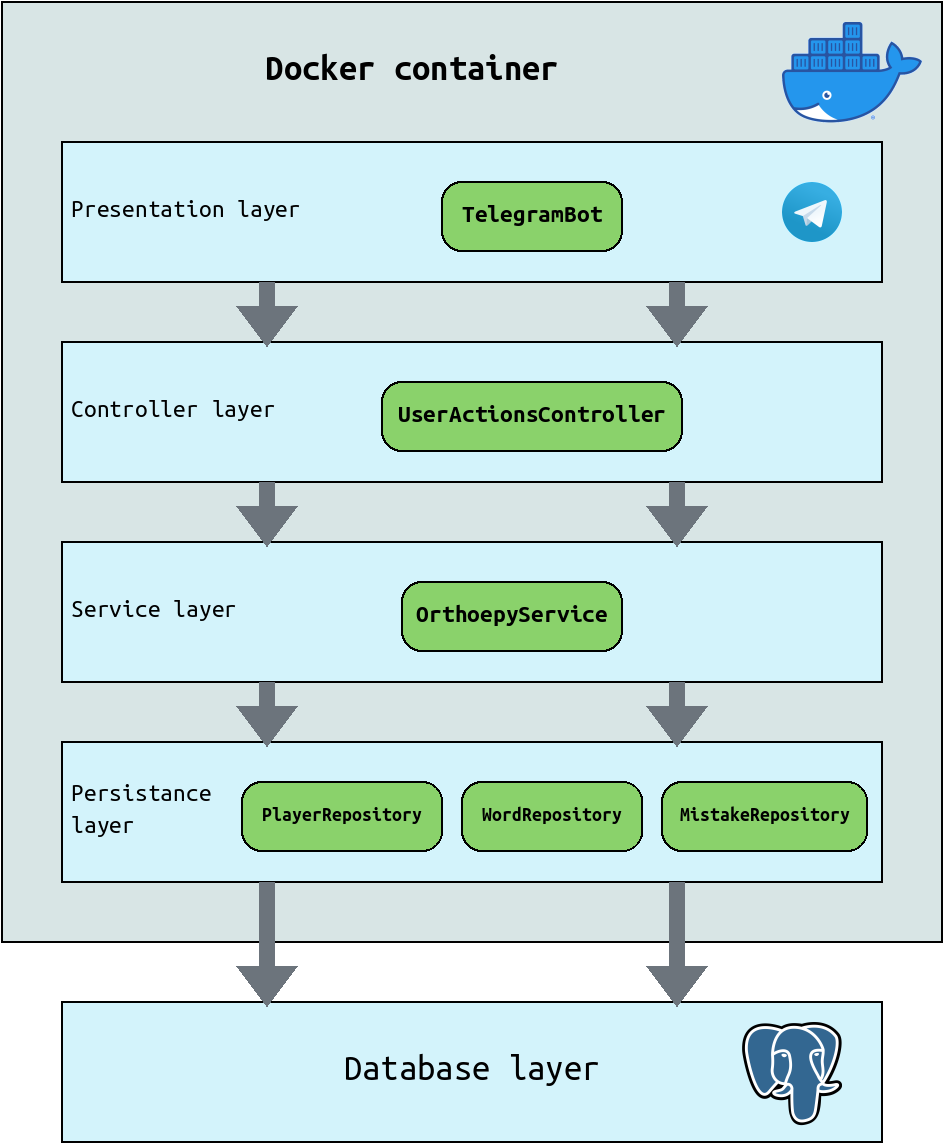 Docker container
Presentation layer
TelegramBot
Controller layer
UserActionsController
Service layer
OrthoepyService
Persistance
layer
PlayerRepository
WordRepository
MistakeRepository
Database layer